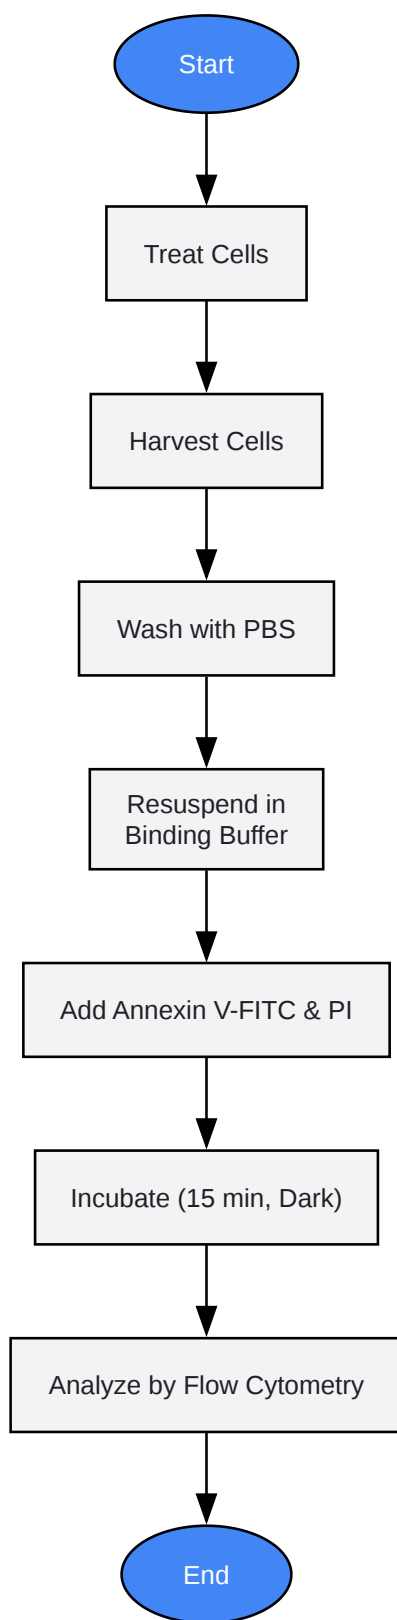 Start
Treat Cells
Harvest Cells
Wash with PBS
Resuspend in
Binding Buffer
Add Annexin V-FITC & PI
Incubate (15 min, Dark)
Analyze by Flow Cytometry
End